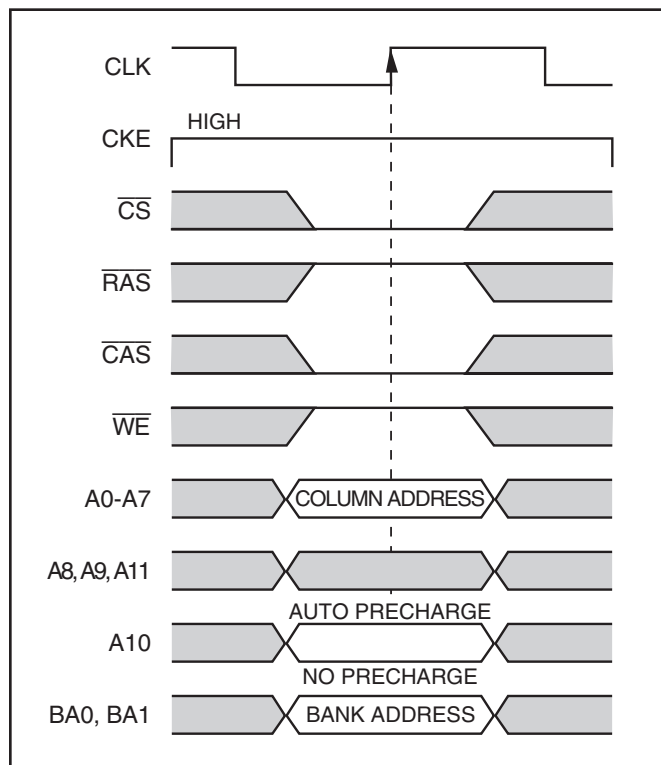 CLK
HIGH
CKE
CS
RAS
CAS
WE
A0-A7 COLUMN ADDRESS
A8, A9, A11
AUTO PRECHARGE
A10
NO PRECHARGE
BA0, BA1 BANK ADDRESS